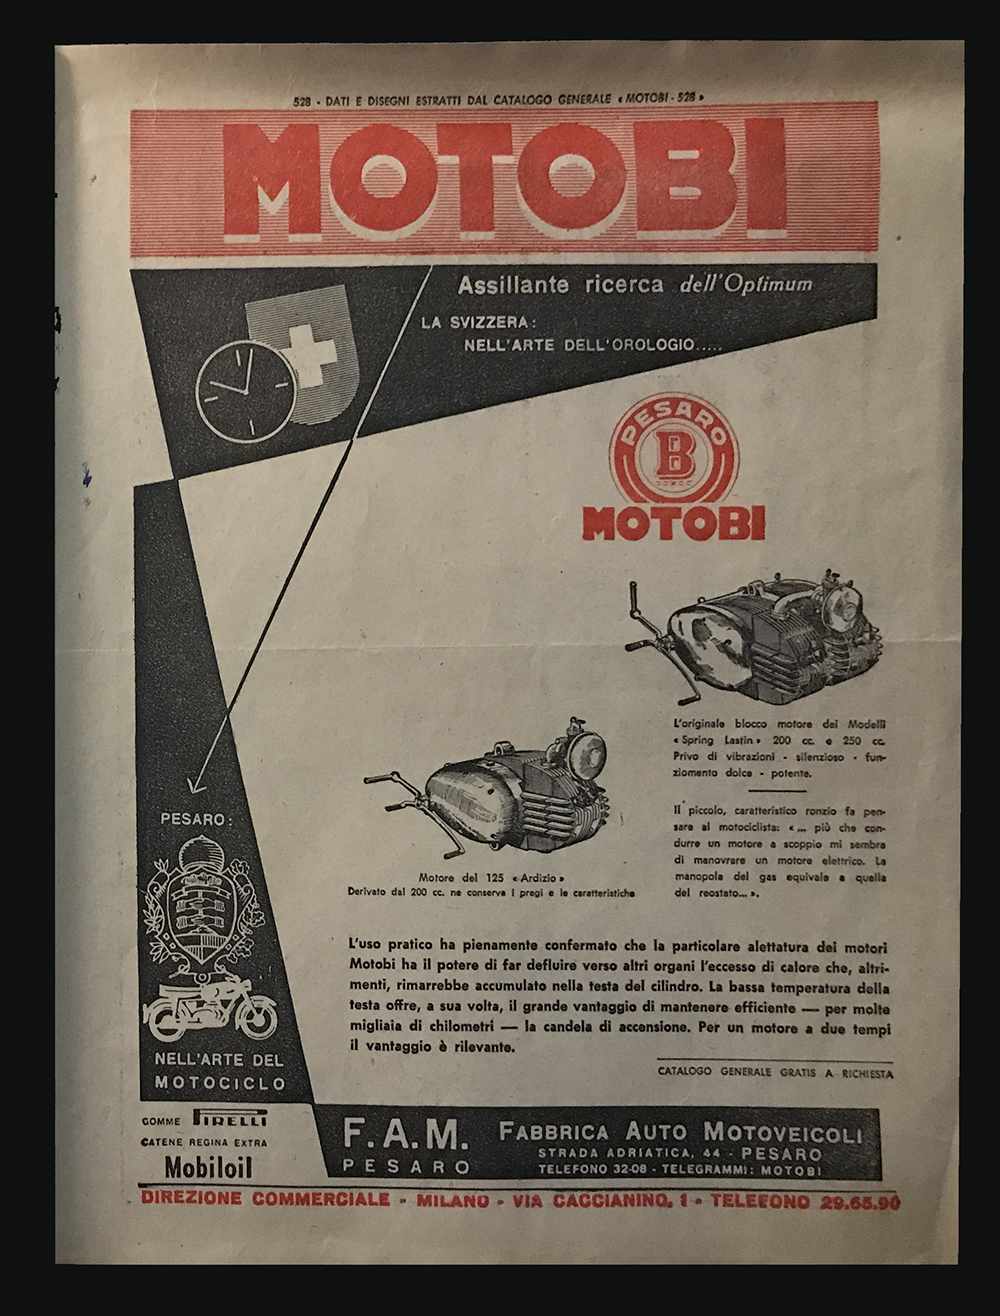 528 - DATI E DISEGNI ESTRATTI DAL CATALOGO GENERALE « MOTOBI - 528 »
MOTOBI
Assillante ricerca dell'Optimum
LA SVIZZERA:
NELL'ARTE DELL'OROLOGIO.....
PESARO
B
MOTOBI
L'originale blocco motore dei Modelli
« Spring Lastin » 200 cc. e 250 cc.
Privo di vibrazioni - silenzioso - fun-
ziomento dolce - potente.
Il piccolo, caratteristico ronzio fa pen-
sare al motociclista: « ... più che con-
durre un motore a scoppio mi sembra
di manovrare un motore elettrico. La
manopola del gas equivale a quella
del reostato... ».
Motore del 125 « Ardizio »
Derivato dal 200 cc. ne conserva i pregi e le caratteristiche
PESARO:
NELL'ARTE DEL
MOTOCICLO
L'uso pratico ha pienamente confermato che la particolare alettatura dei motori
Motobi ha il potere di far defluire verso altri organi l'eccesso di calore che, altri-
menti, rimarrebbe accumulato nella testa del cilindro. La bassa temperatura della
testa offre, a sua volta, il grande vantaggio di mantenere efficiente — per molte
migliaia di chilometri — la candela di accensione. Per un motore a due tempi
il vantaggio è rilevante.
CATALOGO GENERALE GRATIS A RICHIESTA
GOMME PIRELLI
CATENE REGINA EXTRA
Mobiloil
F.A.M.
PESARO
FABBRICA AUTO MOTOVEICOLI
STRADA ADRIATICA, 44 - PESARO
TELEFONO 32-08 - TELEGRAMMI: MOTOBI
DIREZIONE COMMERCIALE - MILANO - VIA CACCIANINO, 1 - TELEFONO 29.65.90